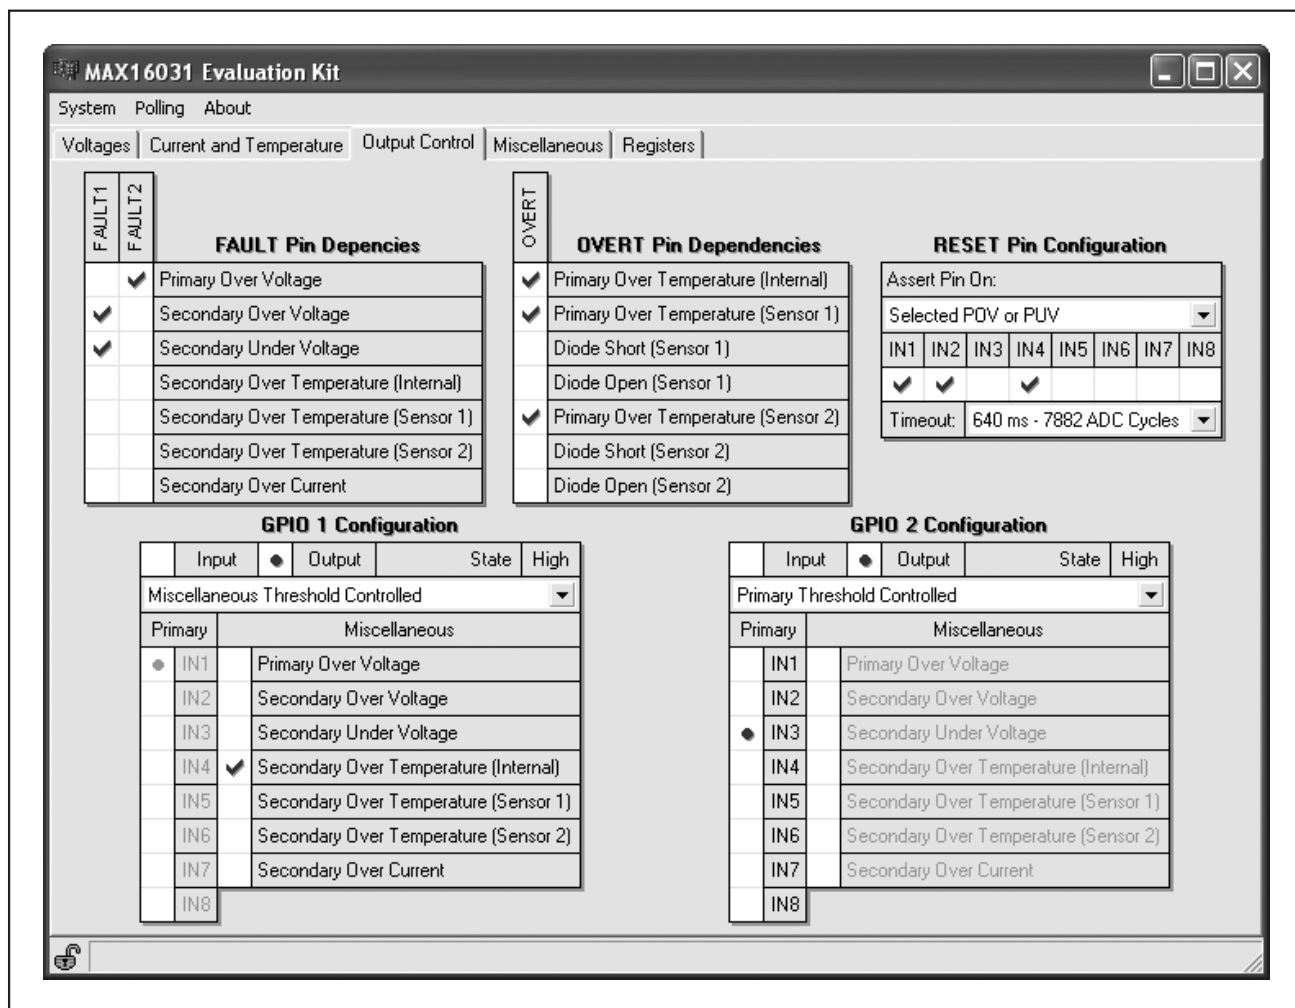 MAX16031 Evaluation Kit
System Polling About
Voltages Current and Temperature Output Control Miscellaneous Registers
FAULT1 FAULT2 FAULT Pin Depencies
Primary Over Voltage
Secondary Over Voltage
Secondary Under Voltage
Secondary Over Temperature (Internal)
Secondary Over Temperature (Sensor 1)
Secondary Over Temperature (Sensor 2)
Secondary Over Current
OVERT OVERT Pin Dependencies
Primary Over Temperature (Internal)
Primary Over Temperature (Sensor 1)
Diode Short (Sensor 1)
Diode Open (Sensor 1)
Primary Over Temperature (Sensor 2)
Diode Short (Sensor 2)
Diode Open (Sensor 2)
RESET Pin Configuration
Assert Pin On:
Selected POV or PUV
IN1 IN2 IN3 IN4 IN5 IN6 IN7 IN8
Timeout: 640 ms - 7882 ADC Cycles
GPIO 1 Configuration
Input Output State High
Miscellaneous Threshold Controlled
Primary Miscellaneous
IN1 Primary Over Voltage
IN2 Secondary Over Voltage
IN3 Secondary Under Voltage
IN4 Secondary Over Temperature (Internal)
IN5 Secondary Over Temperature (Sensor 1)
IN6 Secondary Over Temperature (Sensor 2)
IN7 Secondary Over Current
IN8
GPIO 2 Configuration
Input Output State High
Primary Threshold Controlled
Primary Miscellaneous
IN1 Primary Over Voltage
IN2 Secondary Over Voltage
IN3 Secondary Under Voltage
IN4 Secondary Over Temperature (Internal)
IN5 Secondary Over Temperature (Sensor 1)
IN6 Secondary Over Temperature (Sensor 2)
IN7 Secondary Over Current
IN8